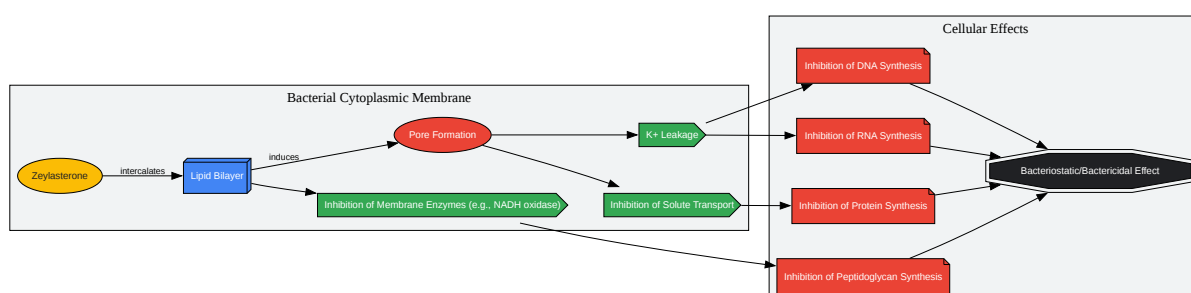 Cellular Effects
Inhibition of DNA Synthesis
Bacterial Cytoplasmic Membrane
Pore Formation
K+ Leakage
Inhibition of RNA Synthesis
induces
Zeylasterone
intercalates
Lipid Bilayer
Bacteriostatic/Bactericidal Effect
Inhibition of Membrane Enzymes (e.g., NADH oxidase)
Inhibition of Solute Transport
Inhibition of Protein Synthesis
Inhibition of Peptidoglycan Synthesis